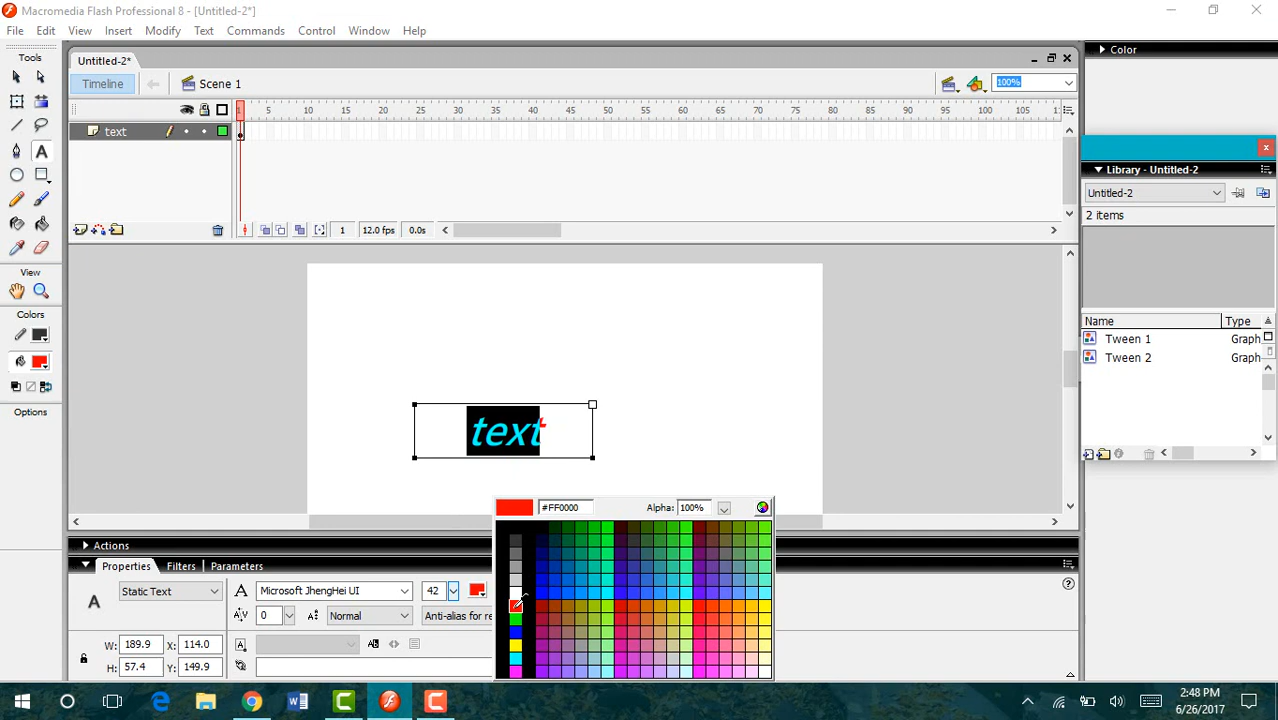 Macromedia Flash Professional 8 - [Untitled-2*]
File Edit View Insert Modify Text Commands Control Window Help
Tools
Untitled-2*
Color
Timeline
Scene 1
100%
1 5 10 15 20 25 30 35 40 45 50 55 60 65 70 75 80 85 90 95 100 105
text
1 12.0 fps 0.0s
Library - Untitled-2
Untitled-2
2 items
Name Type
Tween 1 Graph
Tween 2 Graph
View
Colors
Options
text
#FF0000 Alpha: 100%
Actions
Properties Filters Parameters
Static Text
A Microsoft JhengHei UI 42
A
0 Normal Anti-alias for re
W: 189.9 X: 114.0
H: 57.4 Y: 149.9
2:48 PM
6/26/2017